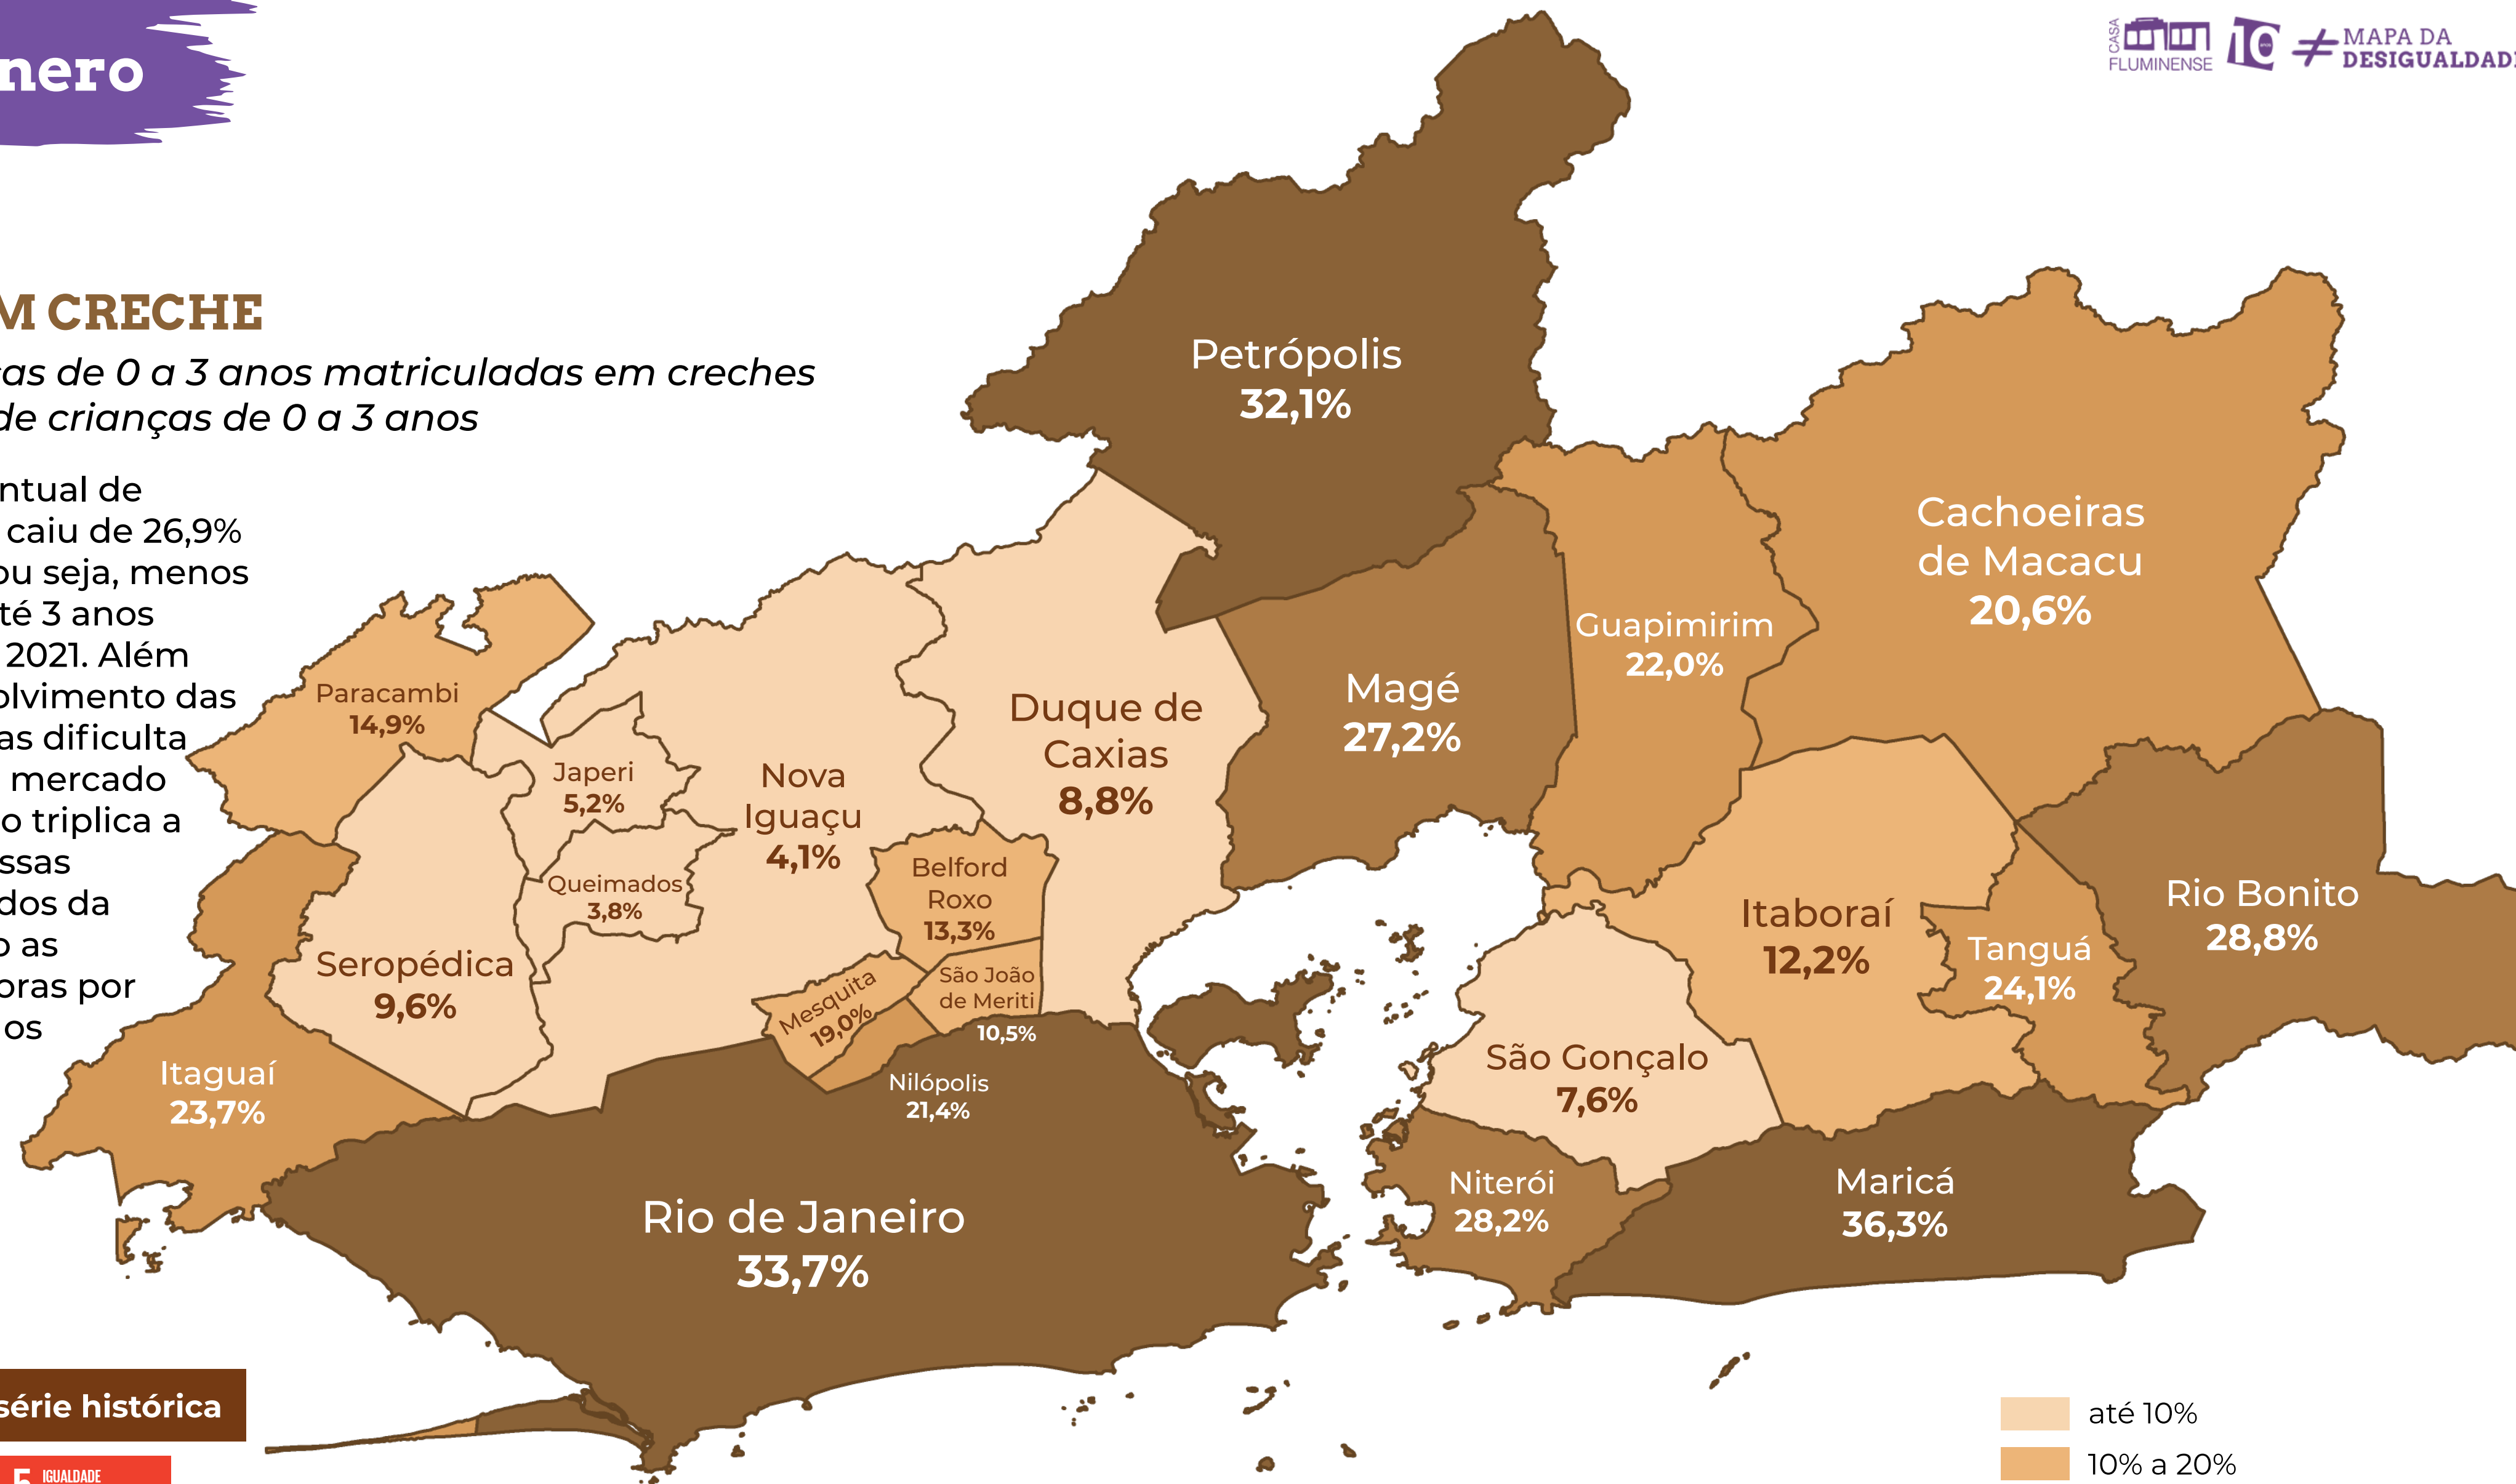 nero
CASA
FLUMINENSE
10
anos
≠
MAPA DA
DESIGUALDADE
M CRECHE
ças de 0 a 3 anos matriculadas em creches
de crianças de 0 a 3 anos
ntual de
caiu de 26,9%
ou seja, menos
té 3 anos
2021. Além
olvimento das
as dificulta
mercado
o triplica a
ssas
dos da
o as
oras por
os
Petrópolis
32,1%
Cachoeiras
de Macacu
20,6%
Guapimirim
22,0%
Magé
27,2%
Duque de
Caxias
8,8%
Paracambi
14,9%
Japeri
5,2%
Nova
Iguaçu
4,1%
Queimados
3,8%
Belford
Roxo
13,3%
Seropédica
9,6%
Mesquita
19,0%
São João
de Meriti
10,5%
Nilópolis
21,4%
Itaguaí
23,7%
Rio de Janeiro
33,7%
Itaboraí
12,2%
Tanguá
24,1%
Rio Bonito
28,8%
São Gonçalo
7,6%
Niterói
28,2%
Maricá
36,3%
série histórica
5 IGUALDADE
até 10%
10% a 20%